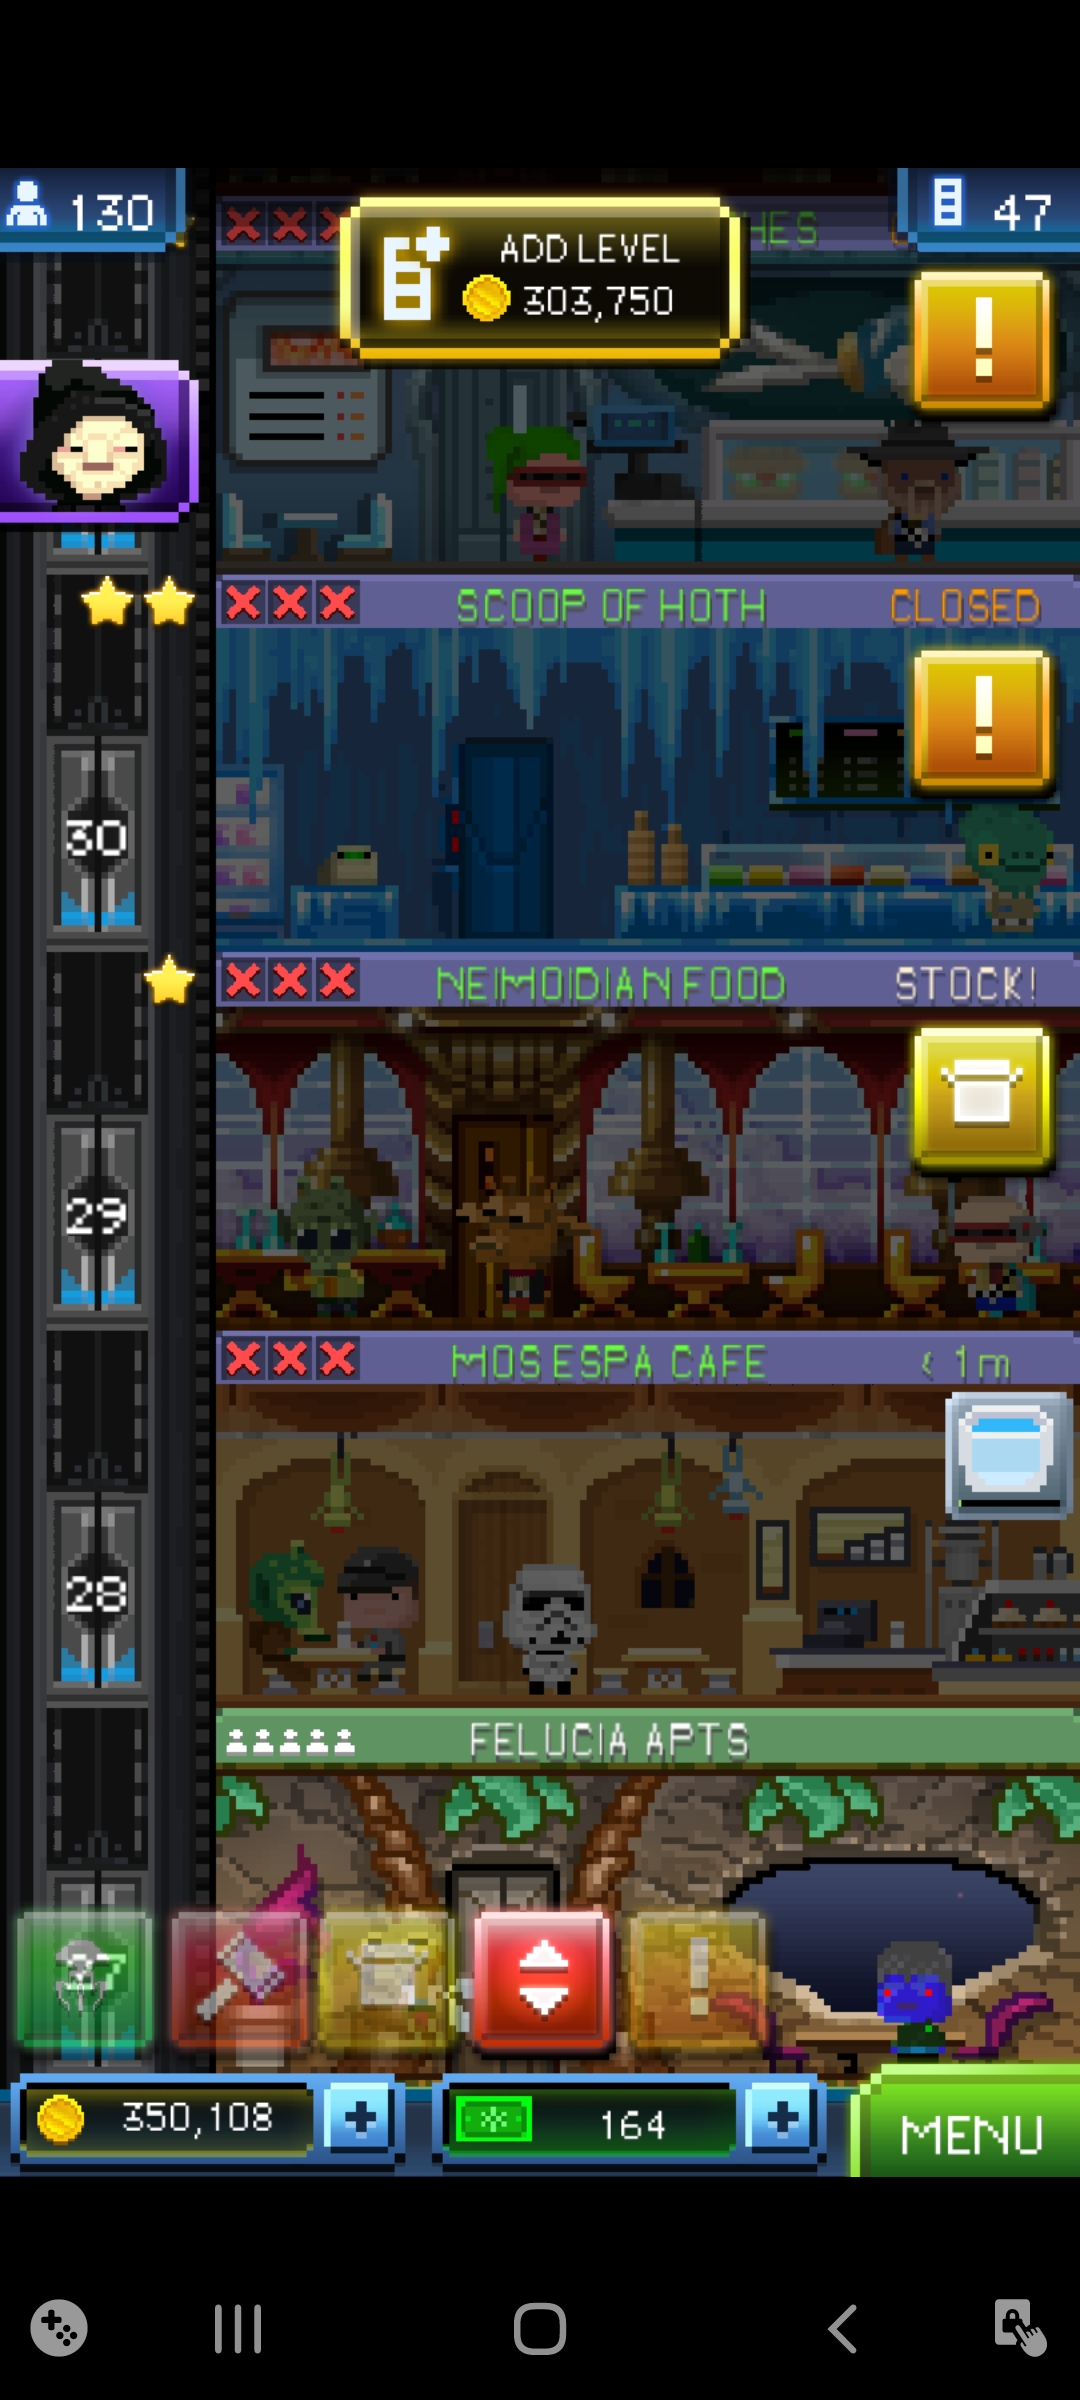 130
47
ADD LEVEL
303,750
SCOOP OF HOTH CLOSED
30
NEIMOIDIAN FOOD STOCK!
29
MOS ESPA CAFE < 1m
28
FELUCIA APTS
350,108
164
MENU